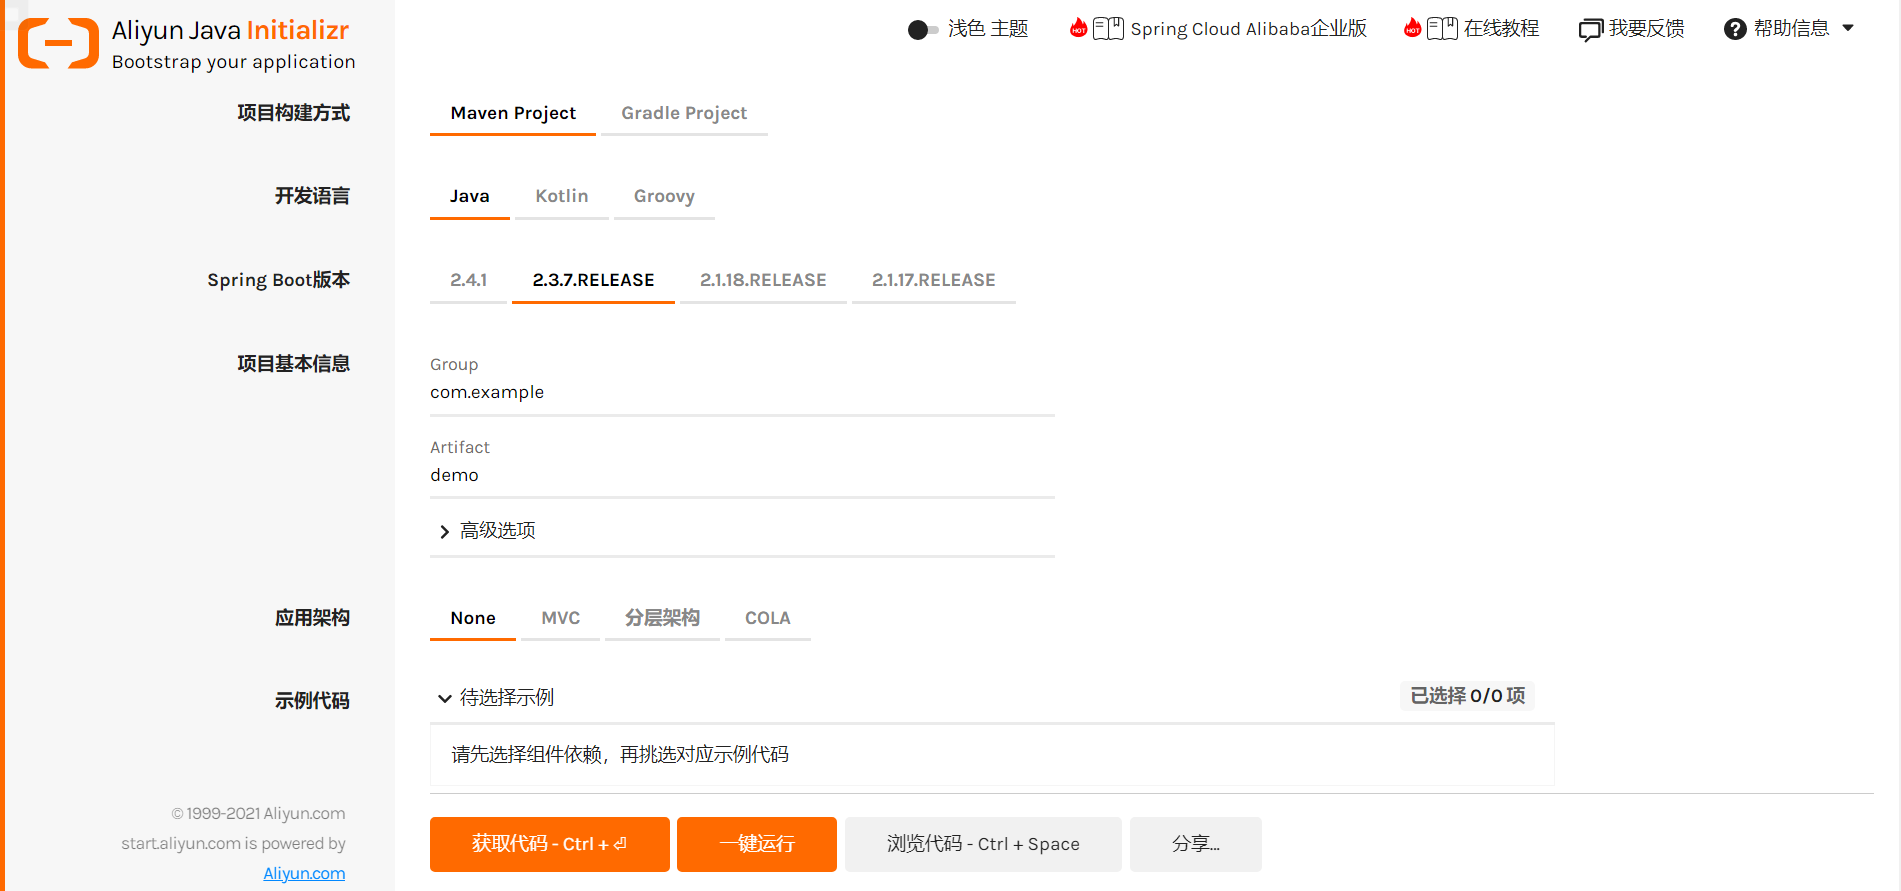 Aliyun Java Initializr
Bootstrap your application
浅色 主题
HOT Spring Cloud Alibaba企业版
HOT 在线教程
我要反馈
? 帮助信息
项目构建方式
Maven Project Gradle Project
开发语言
Java Kotlin Groovy
Spring Boot版本
2.4.1 2.3.7.RELEASE 2.1.18.RELEASE 2.1.17.RELEASE
项目基本信息
Group
com.example
Artifact
demo
高级选项
应用架构
None MVC 分层架构 COLA
示例代码
待选择示例
已选择 0/0 项
请先选择组件依赖，再挑选对应示例代码
© 1999-2021 Aliyun.com
start.aliyun.com is powered by
Aliyun.com
获取代码 - Ctrl + ⏎
一键运行
浏览代码 - Ctrl + Space
分享...